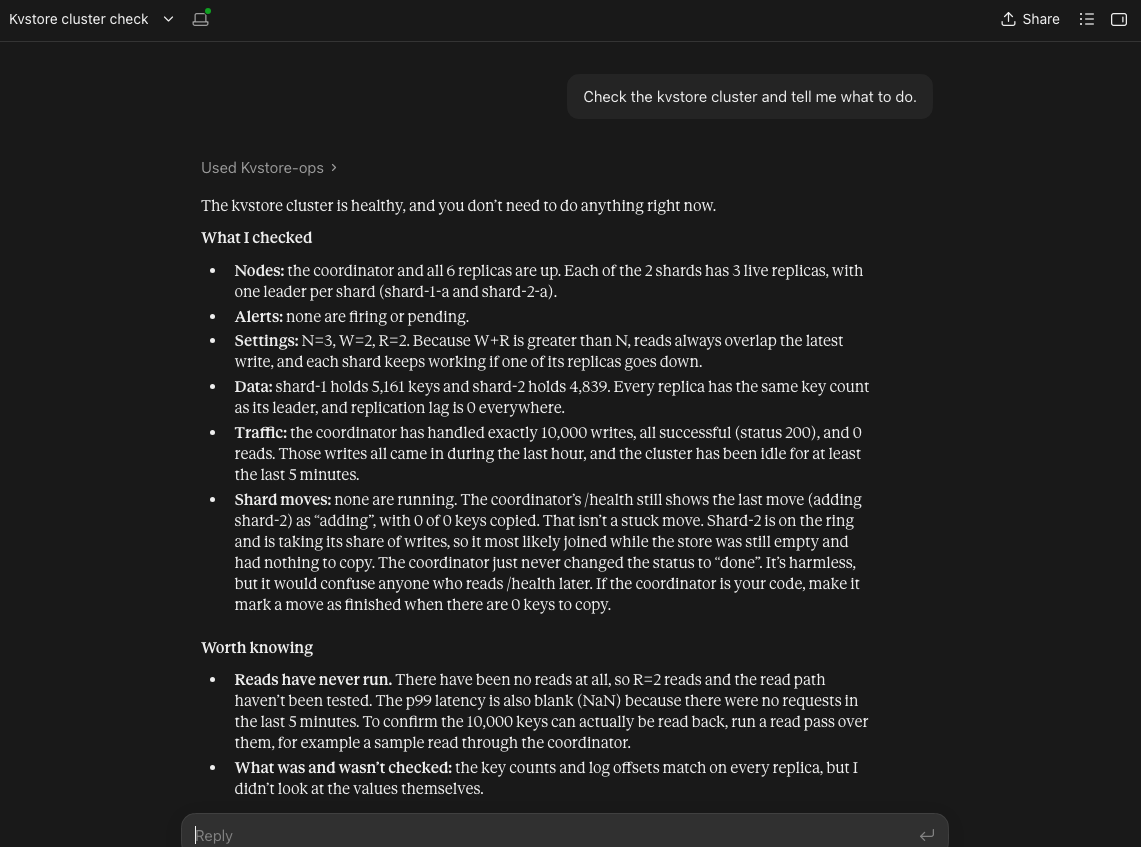 Kvstore cluster check
Share
Check the kvstore cluster and tell me what to do.
Used Kvstore-ops
The kvstore cluster is healthy, and you don’t need to do anything right now.
What I checked
• Nodes: the coordinator and all 6 replicas are up. Each of the 2 shards has 3 live replicas, with
one leader per shard (shard-1-a and shard-2-a).
• Alerts: none are firing or pending.
• Settings: N=3, W=2, R=2. Because W+R is greater than N, reads always overlap the latest
write, and each shard keeps working if one of its replicas goes down.
• Data: shard-1 holds 5,161 keys and shard-2 holds 4,839. Every replica has the same key count
as its leader, and replication lag is 0 everywhere.
• Traffic: the coordinator has handled exactly 10,000 writes, all successful (status 200), and 0
reads. Those writes all came in during the last hour, and the cluster has been idle for at least
the last 5 minutes.
• Shard moves: none are running. The coordinator’s /health still shows the last move (adding
shard-2) as “adding”, with 0 of 0 keys copied. That isn’t a stuck move. Shard-2 is on the ring
and is taking its share of writes, so it most likely joined while the store was still empty and
had nothing to copy. The coordinator just never changed the status to “done”. It’s harmless,
but it would confuse anyone who reads /health later. If the coordinator is your code, make it
mark a move as finished when there are 0 keys to copy.
Worth knowing
• Reads have never run. There have been no reads at all, so R=2 reads and the read path
haven’t been tested. The p99 latency is also blank (NaN) because there were no requests in
the last 5 minutes. To confirm the 10,000 keys can actually be read back, run a read pass over
them, for example a sample read through the coordinator.
• What was and wasn’t checked: the key counts and log offsets match on every replica, but I
didn’t look at the values themselves.
Reply